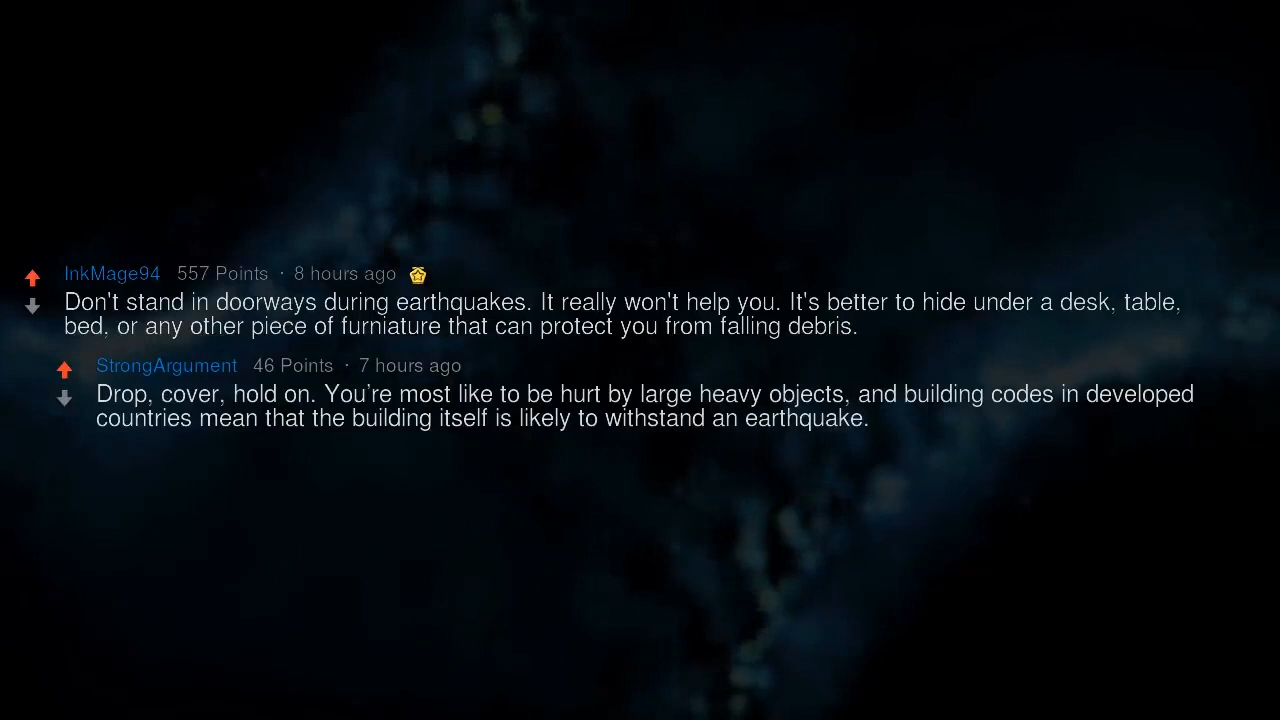 InkMage94 557 Points · 8 hours ago
Don't stand in doorways during earthquakes. It really won't help you. It's better to hide under a desk, table,
bed, or any other piece of furniature that can protect you from falling debris.
StrongArgument 46 Points · 7 hours ago
Drop, cover, hold on. You’re most like to be hurt by large heavy objects, and building codes in developed
countries mean that the building itself is likely to withstand an earthquake.